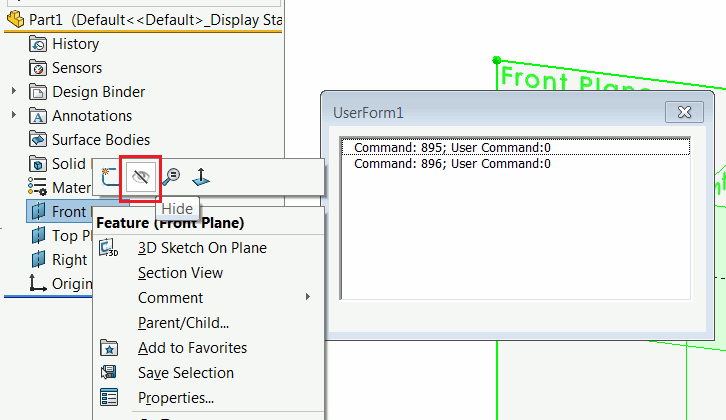 Part1 (Default<<Default>_Display Sta
History
Sensors
Design Binder
Annotations
Surface Bodies
Solid
Mater
Front
Top Pl
Right
Origin
Hide
Feature (Front Plane)
3D Sketch On Plane
Section View
Comment
Parent/Child...
Add to Favorites
Save Selection
Properties...
Front Plane
UserForm1
Command: 895; User Command:0
Command: 896; User Command:0